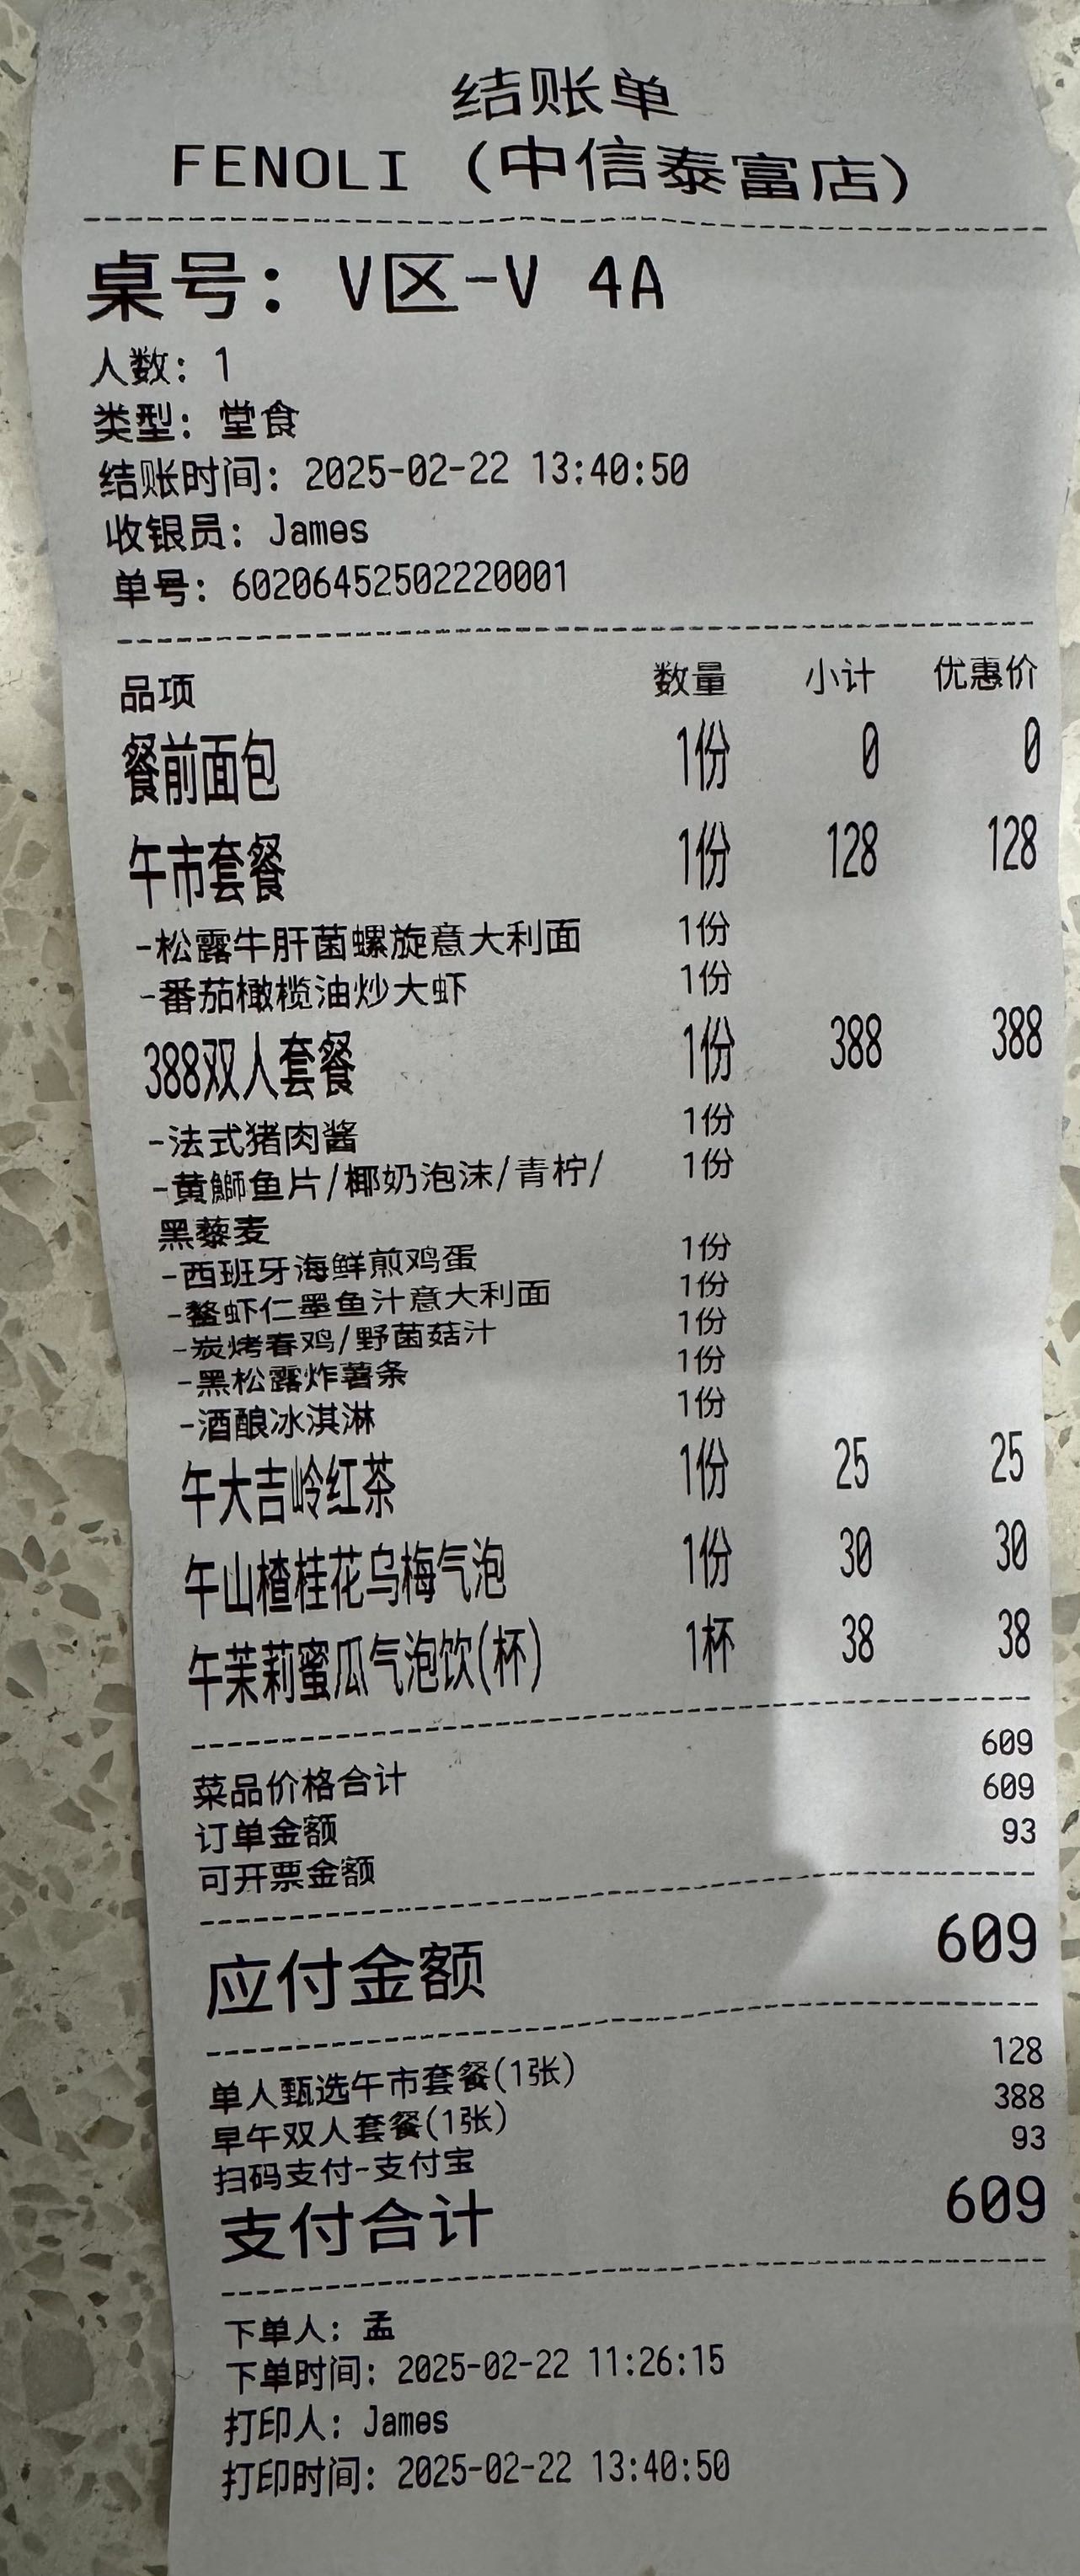 结账单
FENOLI (中信泰富店)
桌号: V区-V 4A
人数: 1
类型: 堂食
结账时间: 2025-02-22 13:40:50
收银员: James
单号: 60206452502220001
品项 数量 小计 优惠价
餐前面包 1份 0 0
午市套餐 1份 128 128
-松露牛肝菌螺旋意大利面 1份
-番茄橄榄油炒大虾 1份
388双人套餐 1份 388 388
-法式猪肉酱 1份
-黄鰤鱼片/椰奶泡沫/青柠/ 1份
黑藜麦
-西班牙海鲜煎鸡蛋 1份
-鳌虾仁墨鱼汁意大利面 1份
-炭烤春鸡/野菌菇汁 1份
-黑松露炸薯条 1份
-酒酿冰淇淋 1份
午大吉岭红茶 1份 25 25
午山楂桂花乌梅气泡 1份 30 30
午茉莉蜜瓜气泡饮(杯) 1杯 38 38
菜品价格合计 609
订单金额 609
可开票金额 93
应付金额 609
单人甄选午市套餐(1张) 128
早午双人套餐(1张) 388
扫码支付-支付宝 93
支付合计 609
下单人: 孟
下单时间: 2025-02-22 11:26:15
打印人: James
打印时间: 2025-02-22 13:40:50